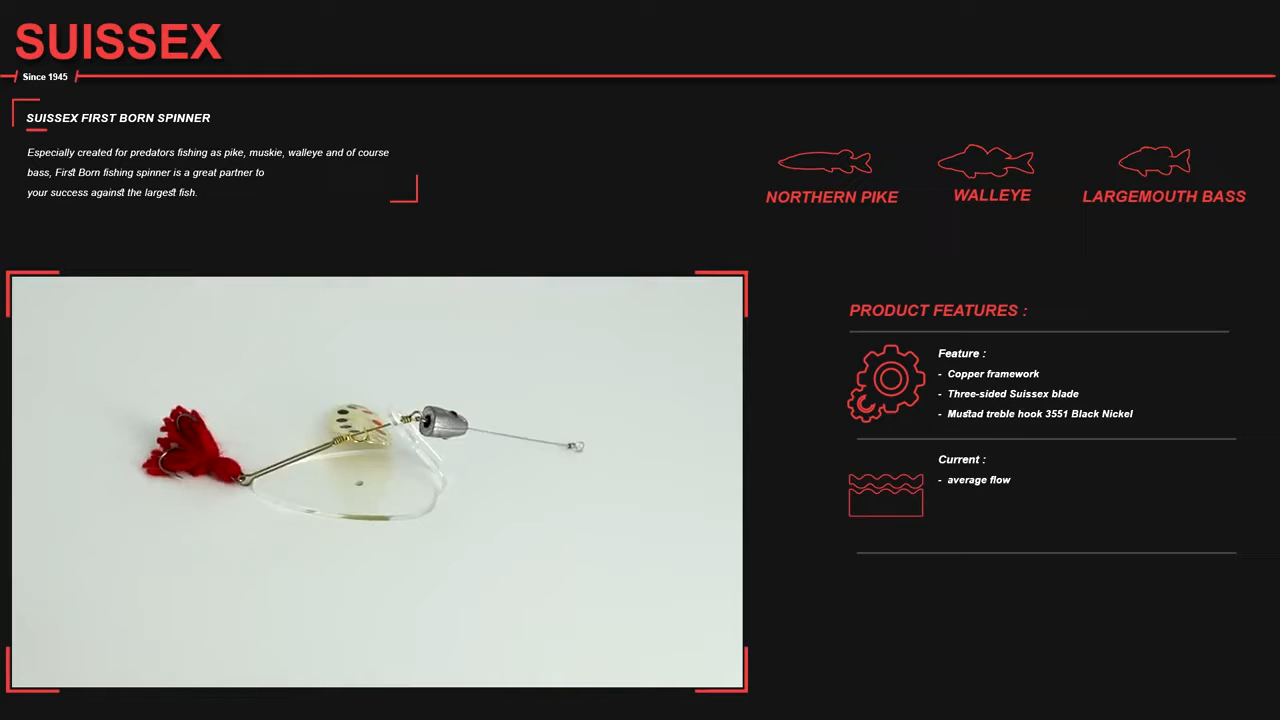 SUISSEX
Since 1945
SUISSEX FIRST BORN SPINNER
Especially created for predators fishing as pike, muskie, walleye and of course
bass, First Born fishing spinner is a great partner to
your success against the largest fish.
NORTHERN PIKE
WALLEYE
LARGEMOUTH BASS
PRODUCT FEATURES :
Feature :
- Copper framework
- Three-sided Suissex blade
- Mustad treble hook 3551 Black Nickel
Current :
- average flow